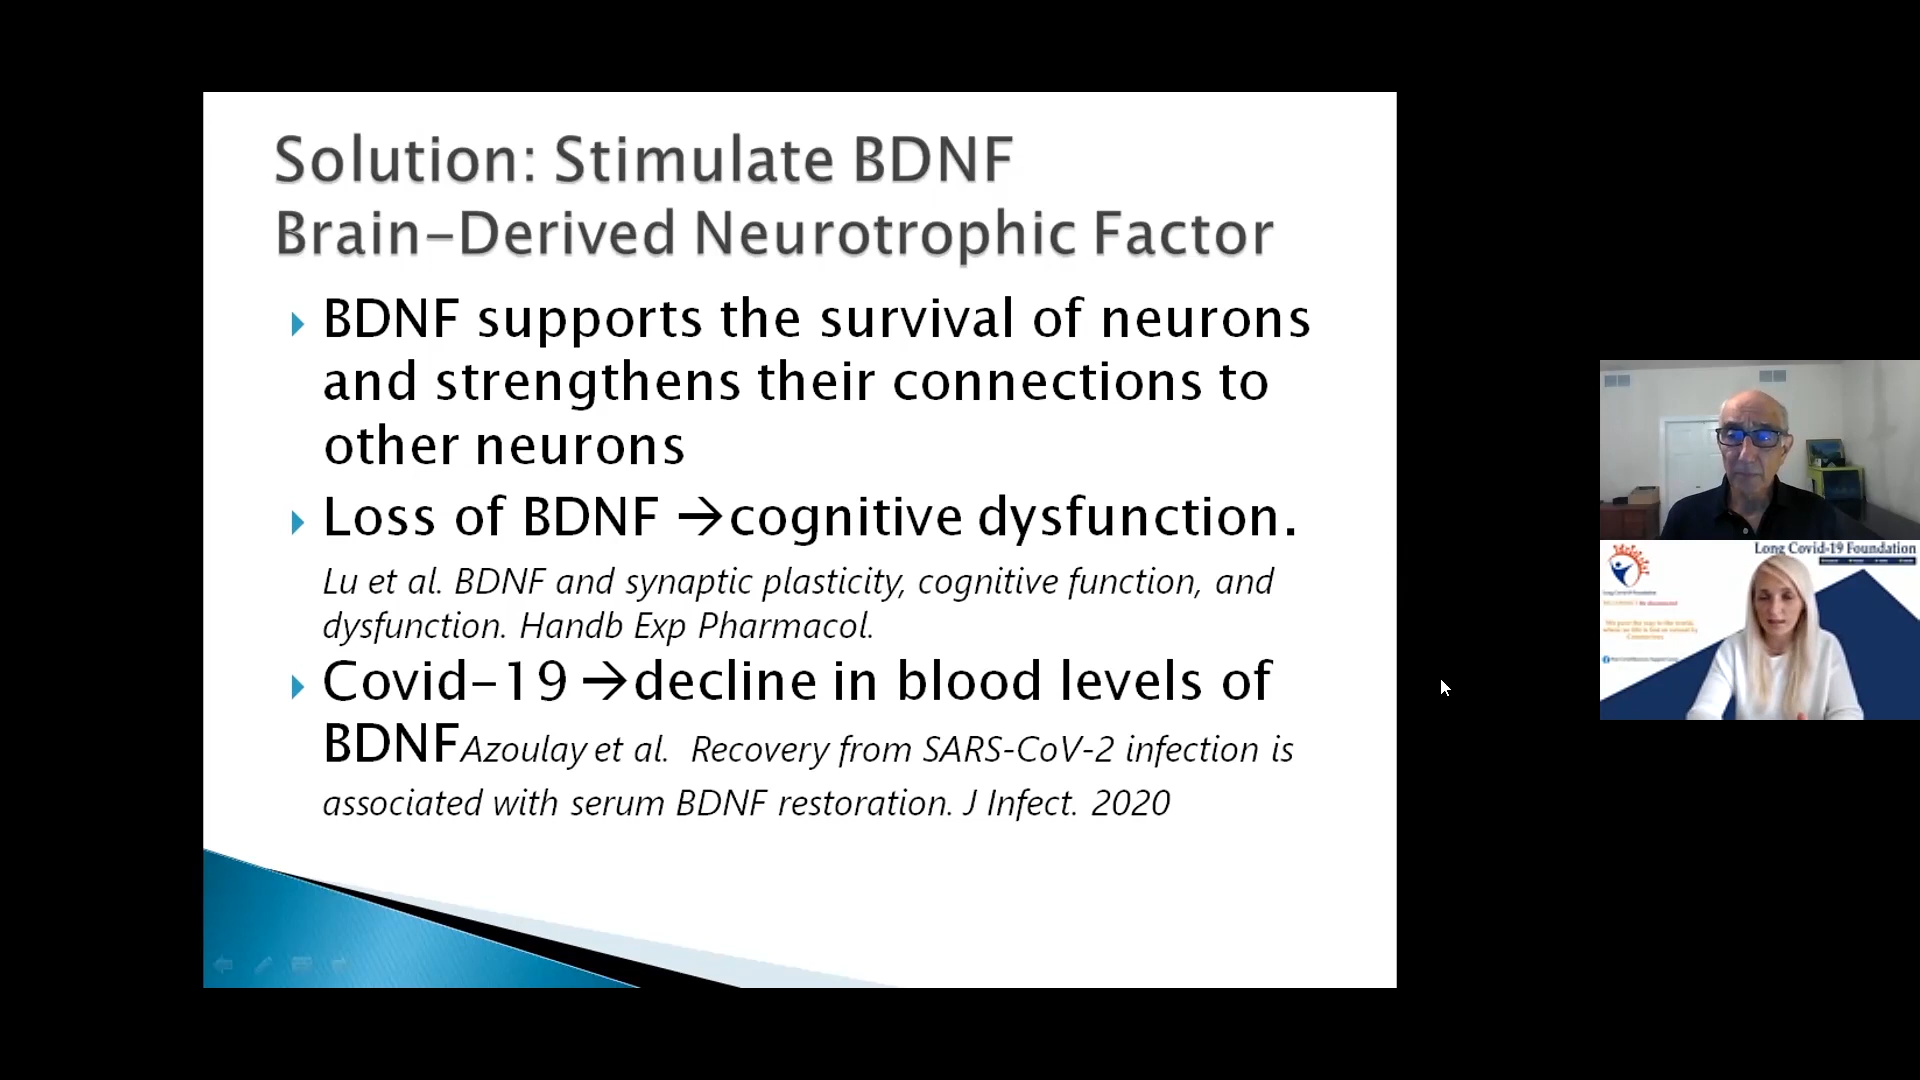 Solution: Stimulate BDNF
Brain-Derived Neurotrophic Factor
BDNF supports the survival of neurons
and strengthens their connections to
other neurons
Loss of BDNF →cognitive dysfunction.
Lu et al. BDNF and synaptic plasticity, cognitive function, and
dysfunction. Handb Exp Pharmacol.
Covid-19 →decline in blood levels of
BDNFAzoulay et al. Recovery from SARS-CoV-2 infection is
associated with serum BDNF restoration. J Infect. 2020
Long Covid-19 Foundation